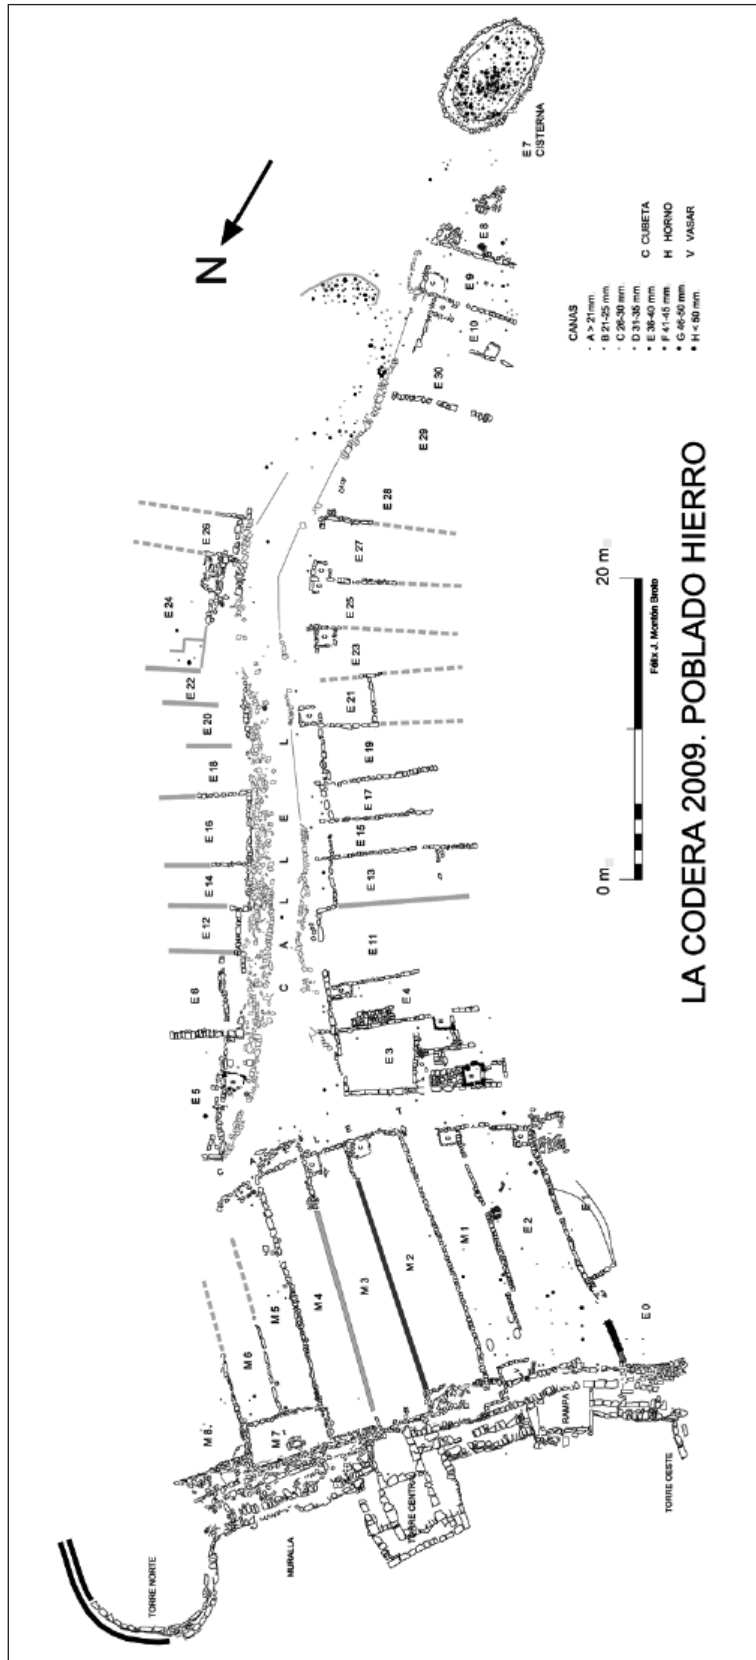 E 7
CISTERNA
E 8
N
E 9
E 10
E 30
E 29
CANAS
A > 21mm.
B 21-25 mm.
C 26-30 mm.
D 31-35 mm.
E 36-40 mm.
F 41-45 mm.
G 46-50 mm.
H < 50 mm
C CUBETA
H HORNO
V VASAR
E 28
E 27
E 26
E 25
E 24
E 23
E 22
E 21
E 20
E 19
E 18
E 17
E 16
E 15
E 14
E 13
E 12
E 11
E 6
E 4
E 5
E 3
C A L L E L
C A L L E T
20 m
0 m
Félix J. Montón Broto
LA CODERA 2009. POBLADO HIERRO
M 1
E 2
E 1
E 0
M 2
M 3
M 4
M 5
M 6
M 7
M 8
RAMPA
TORRE OESTE
TORRE CENTRAL
MURALLA
TORRE NORTE